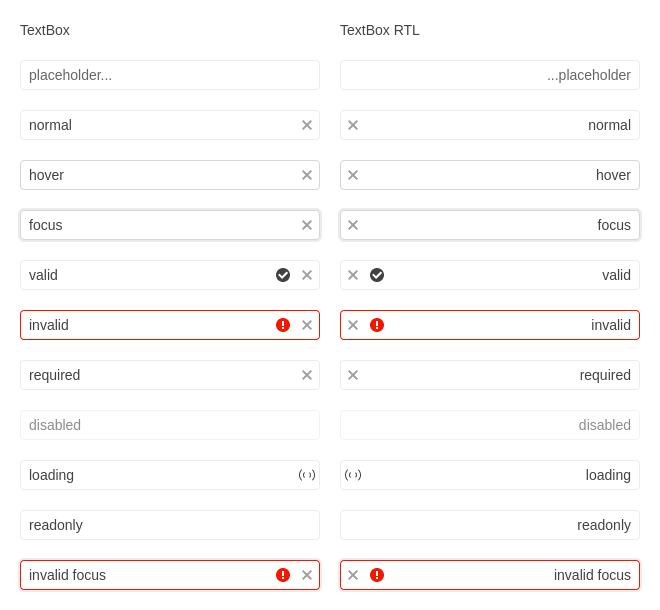 TextBox
placeholder...
normal
hover
focus
valid
invalid
required
disabled
loading
readonly
invalid focus
TextBox RTL
...placeholder
normal
hover
focus
valid
invalid
required
disabled
loading
readonly
invalid focus